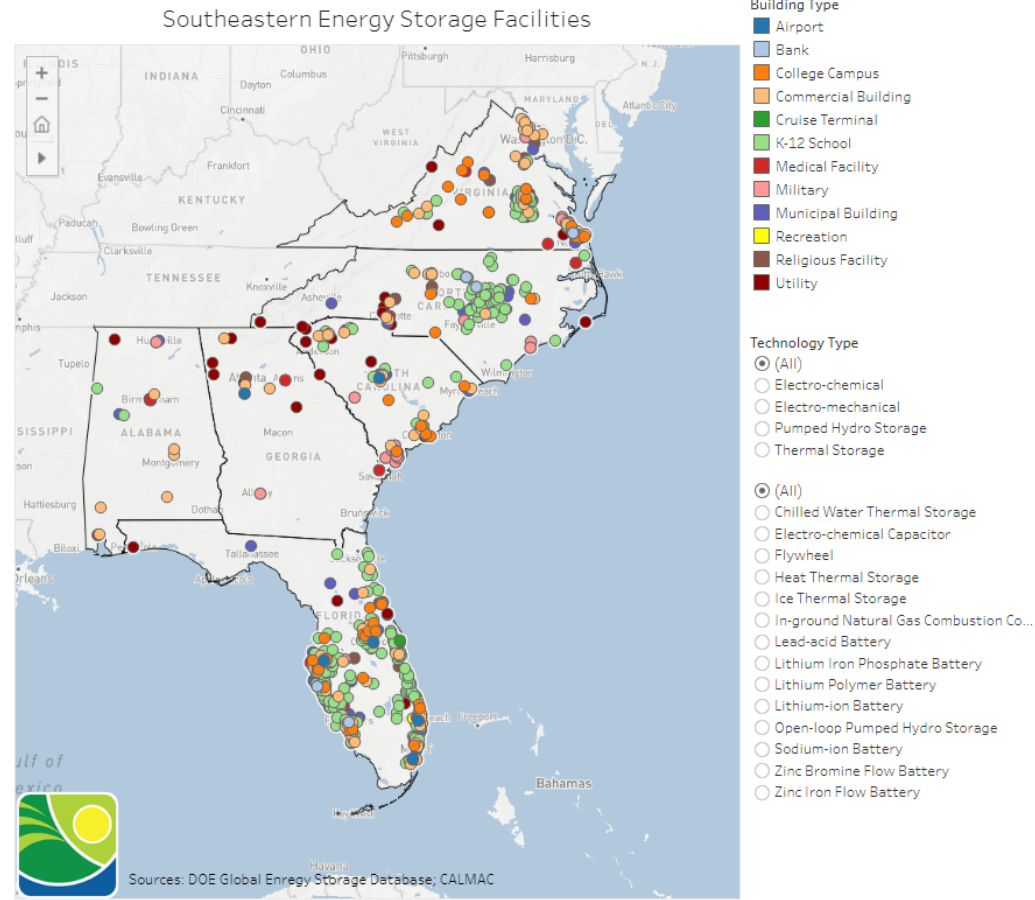 Southeastern Energy Storage Facilities
Building Type
Airport
Bank
College Campus
Commercial Building
Cruise Terminal
K-12 School
Medical Facility
Military
Municipal Building
Recreation
Religious Facility
Utility
Technology Type
(All)
Electro-chemical
Electro-mechanical
Pumped Hydro Storage
Thermal Storage
(All)
Chilled Water Thermal Storage
Electro-chemical Capacitor
Flywheel
Heat Thermal Storage
Ice Thermal Storage
In-ground Natural Gas Combustion Co...
Lead-acid Battery
Lithium Iron Phosphate Battery
Lithium Polymer Battery
Lithium-ion Battery
Open-loop Pumped Hydro Storage
Sodium-ion Battery
Zinc Bromine Flow Battery
Zinc Iron Flow Battery
OHIO
Pittsburgh
Harrisburg
N.J.
INDIANA
Columbus
Dayton
MARYLAND
Atlantic City
Cincinnati
DEL.
WEST
VIRGINIA
Frankfort
Evansville
VIRGINIA
KENTUCKY
Paducah
Bowling Green
Clarksville
TENNESSEE
Knoxville
Jackson
Asheville
Tupelo
Wilmington
Macon
ALABAMA
GEORGIA
Montgomery
Savannah
Hattiesburg
Dothan
Brunswick
Biloxi
Tallahassee
FLORID
Freeport
Bahamas
Key West
Havana
Sources: DOE Global Enregy Storage Database; CALMAC